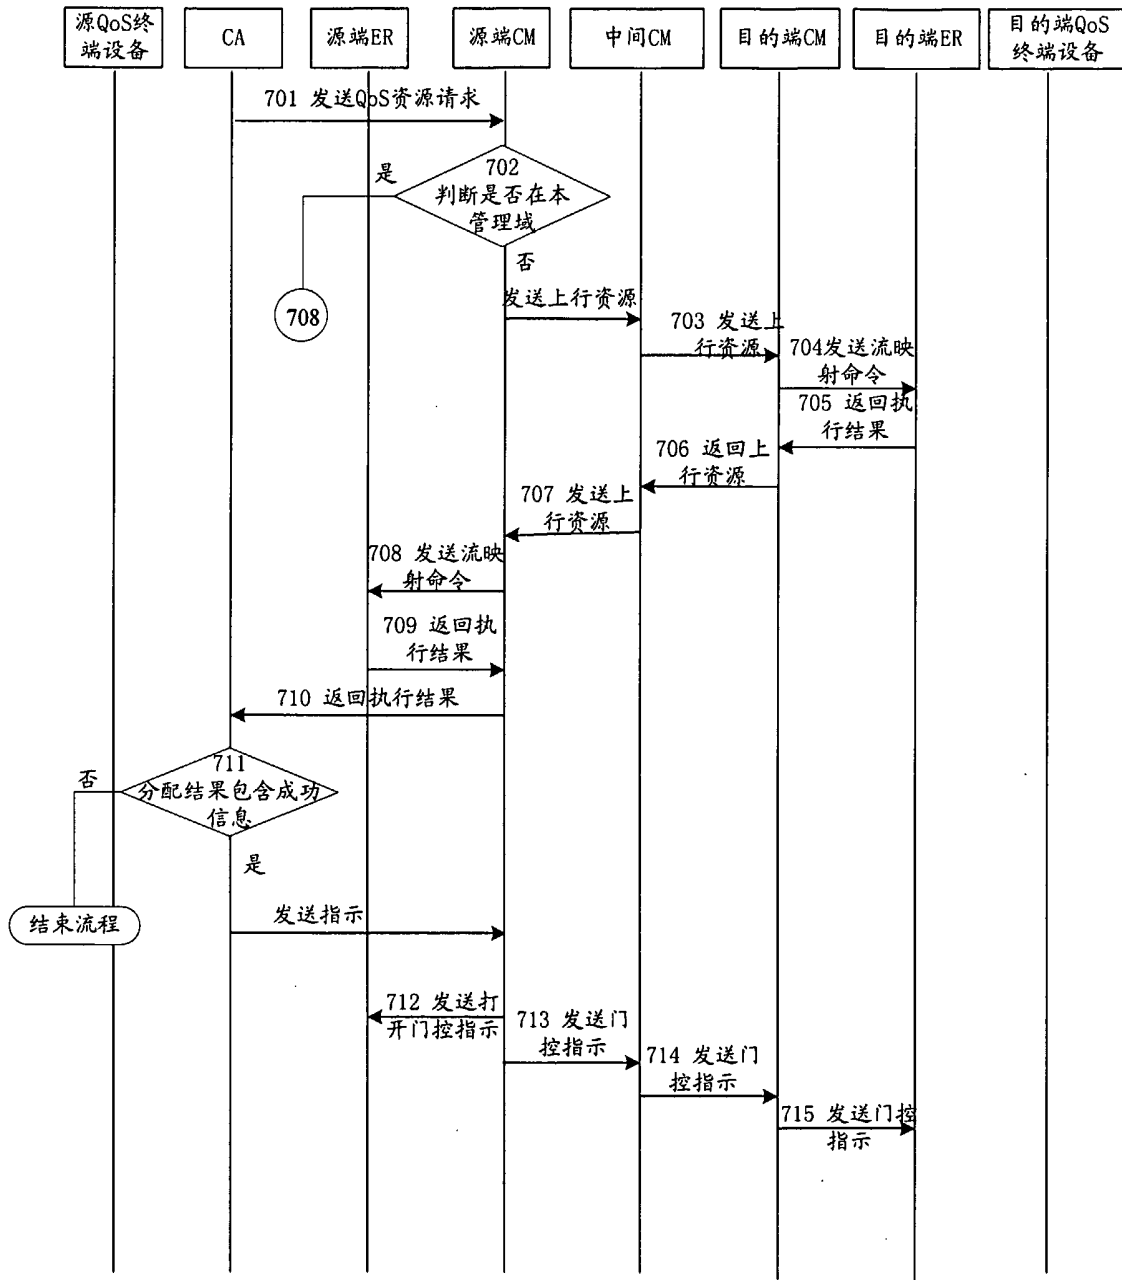 源QoS终
端设备
CA
源端ER
源端CM
中间CM
目的端CM
目的端ER
目的端QoS
终端设备
701 发送QoS资源请求
702
判断是否在本
管理域
是
否
708
发送上行资源
703 发送上
行资源
704发送流映
射命令
705 返回执
行结果
706 返回上
行资源
707 发送上
行资源
708 发送流映
射命令
709 返回执
行结果
710 返回执行结果
711
分配结果包含成功
信息
否
是
结束流程
发送指示
712 发送打
开门控指示
713 发送门
控指示
714 发送门
控指示
715 发送门控
指示